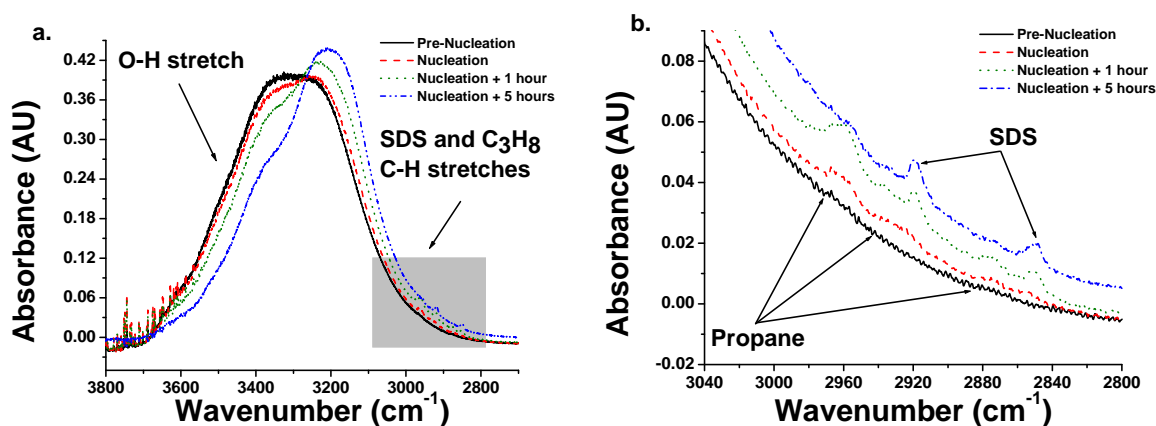 a.
Pre-Nucleation
Nucleation
Nucleation + 1 hour
Nucleation + 5 hours
O-H stretch
SDS and C₃H₈
C-H stretches
0.42
0.36
0.30
0.24
0.18
0.12
0.06
0.00
Absorbance (AU)
3800 3600 3400 3200 3000 2800
Wavenumber (cm⁻¹)
b.
Pre-Nucleation
Nucleation
Nucleation + 1 hour
Nucleation + 5 hours
SDS
Propane
0.08
0.06
0.04
0.02
0.00
-0.02
Absorbance (AU)
3040 3000 2960 2920 2880 2840 2800
Wavenumber (cm⁻¹)